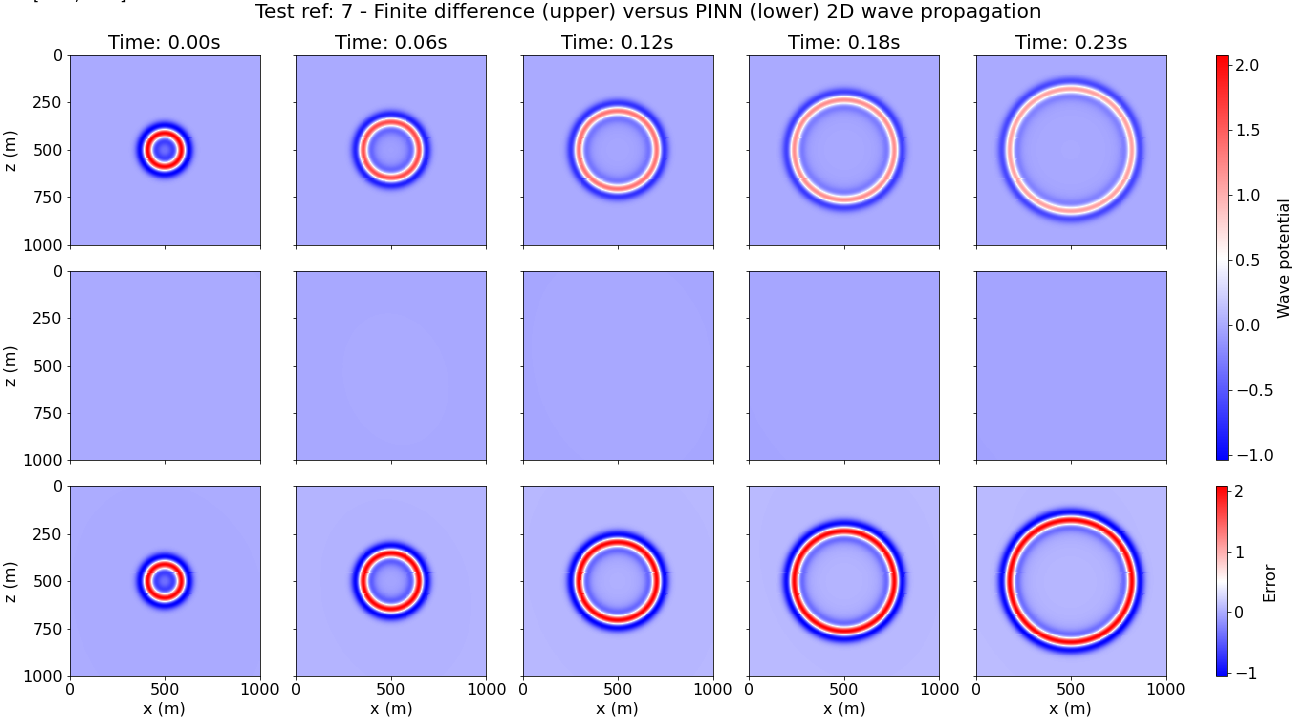 Test ref: 7 - Finite difference (upper) versus PINN (lower) 2D wave propagation
Time: 0.00s Time: 0.06s Time: 0.12s Time: 0.18s Time: 0.23s
0
250
500
750
1000
z (m)
0
250
500
750
1000
z (m)
2.0
1.5
1.0
0.5
0.0
−0.5
−1.0
Wave potential
0
250
500
750
1000
z (m)
0 500 1000 0 500 1000 0 500 1000 0 500 1000 0 500 1000
x (m) x (m) x (m) x (m) x (m)
2
1
0
−1
Error